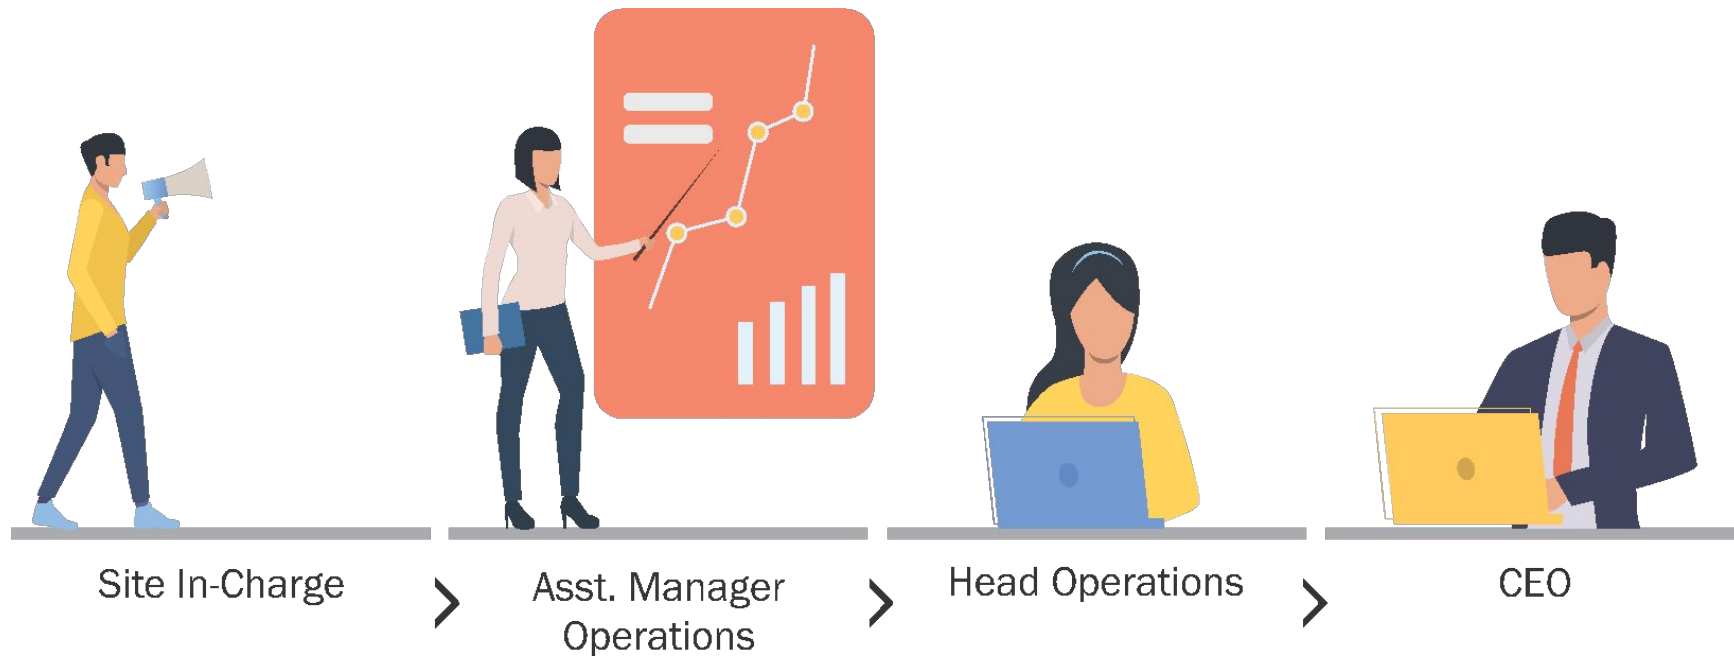 Site In-Charge
Asst. Manager
Operations
Head Operations
CEO